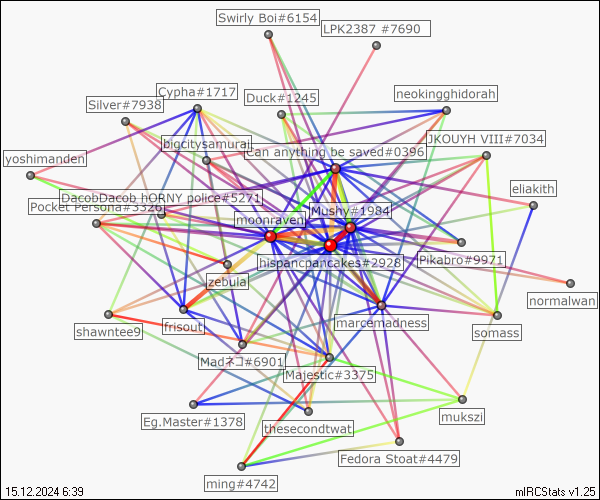 Swirly Boi#6154
LPK2387 #7690
Cypha#1717
neokingghidorah
Silver#7938
Duck#1245
bigcitysamurai
JKOUYH VIII#7034
Can anything be saved#0396
yoshimanden
eliakith
DacobDacob hORNY police#5271
Pocket Persona#3326
Mushy#1984
moonraven
hispancpancakes#2928
Pikabro#9971
zebula
normalwan
shawntee9
frisout
marcemadness
somass
Madネコ#6901
Majestic#3375
Eg.Master#1378
thesecondtwat
mukszi
Fedora Stoat#4479
ming#4742
15.12.2024 6:39
mIRCStats v1.25